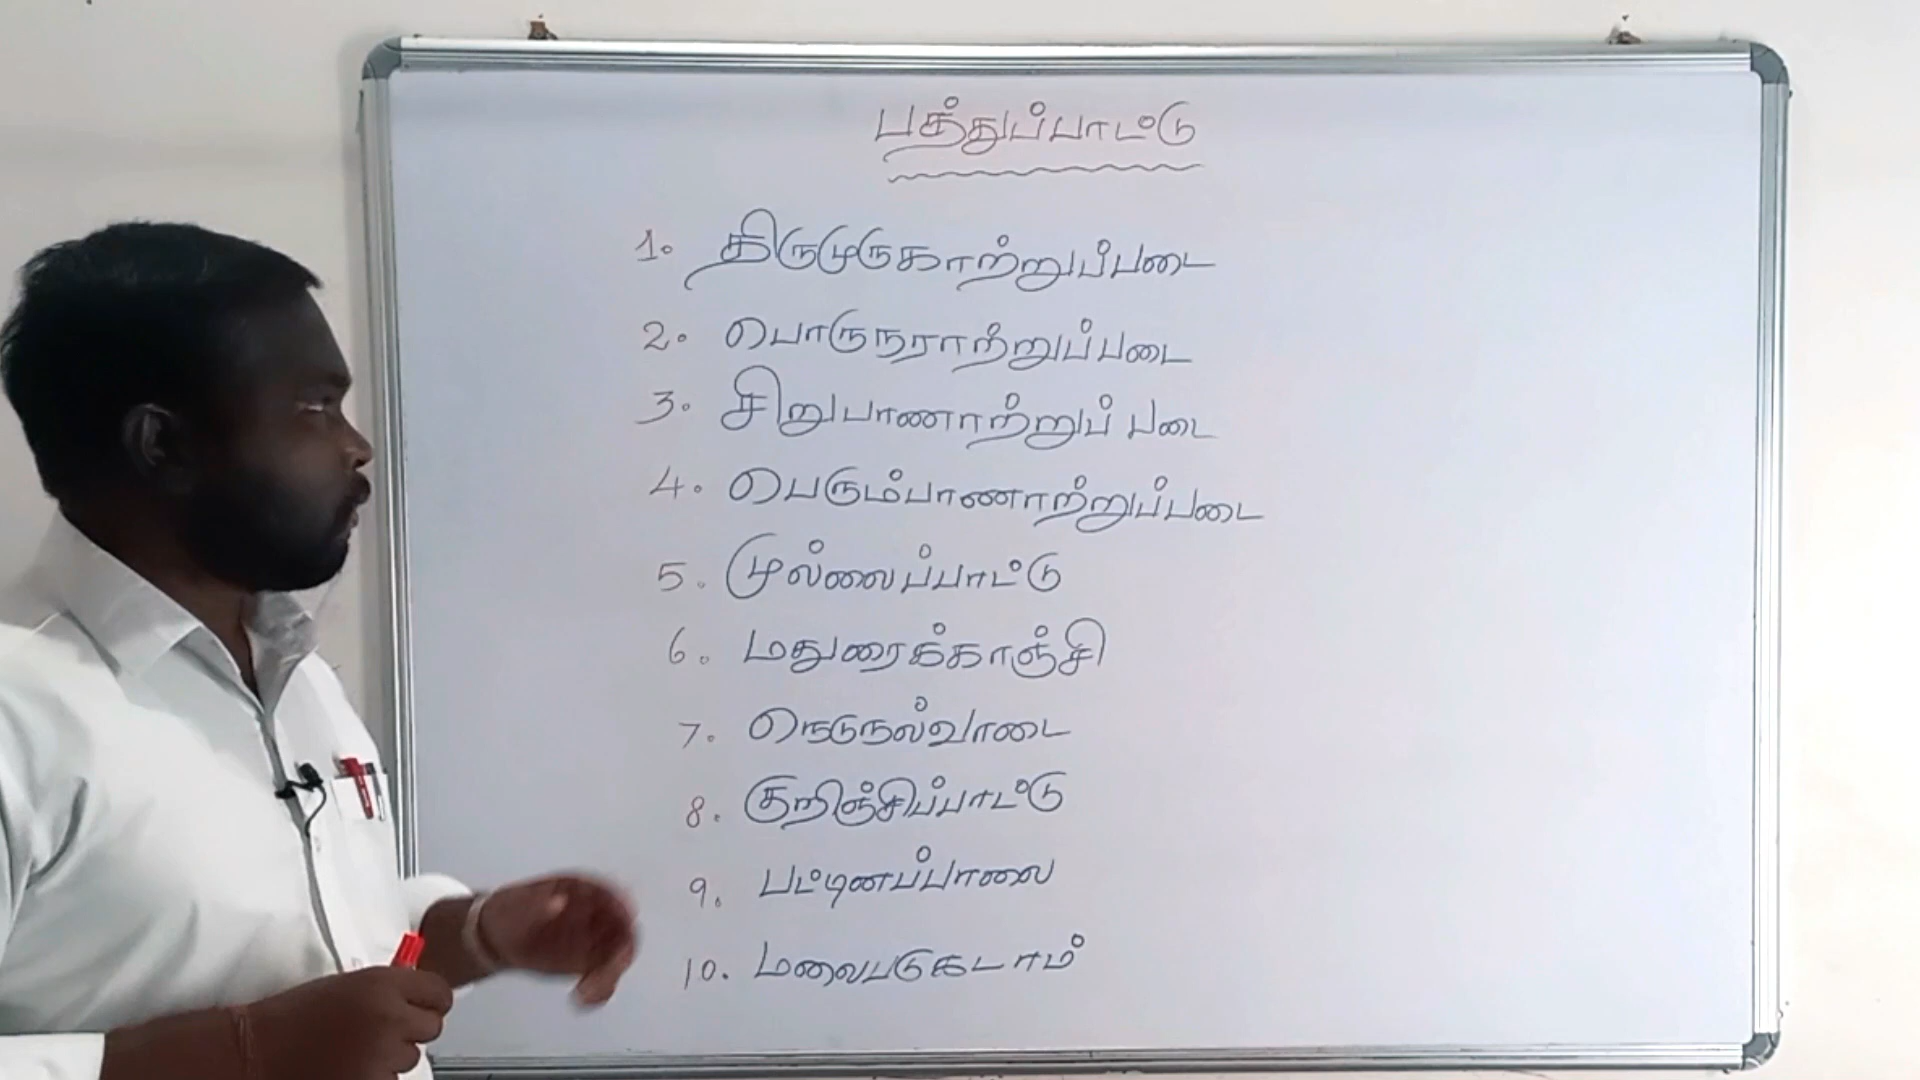 பத்துப்பாட்டு
1. திருமுருகாற்றுப்படை
2. பொருநராற்றுப்படை
3. சிறுபாணாற்றுப் படை
4. பெரும்பாணாற்றுப்படை
5. முல்லைப்பாட்டு
6. மதுரைக்காஞ்சி
7. நெடுநல்வாடை
8. குறிஞ்சிப்பாட்டு
9. பட்டினப்பாலை
10. மலைபடுகடாம்